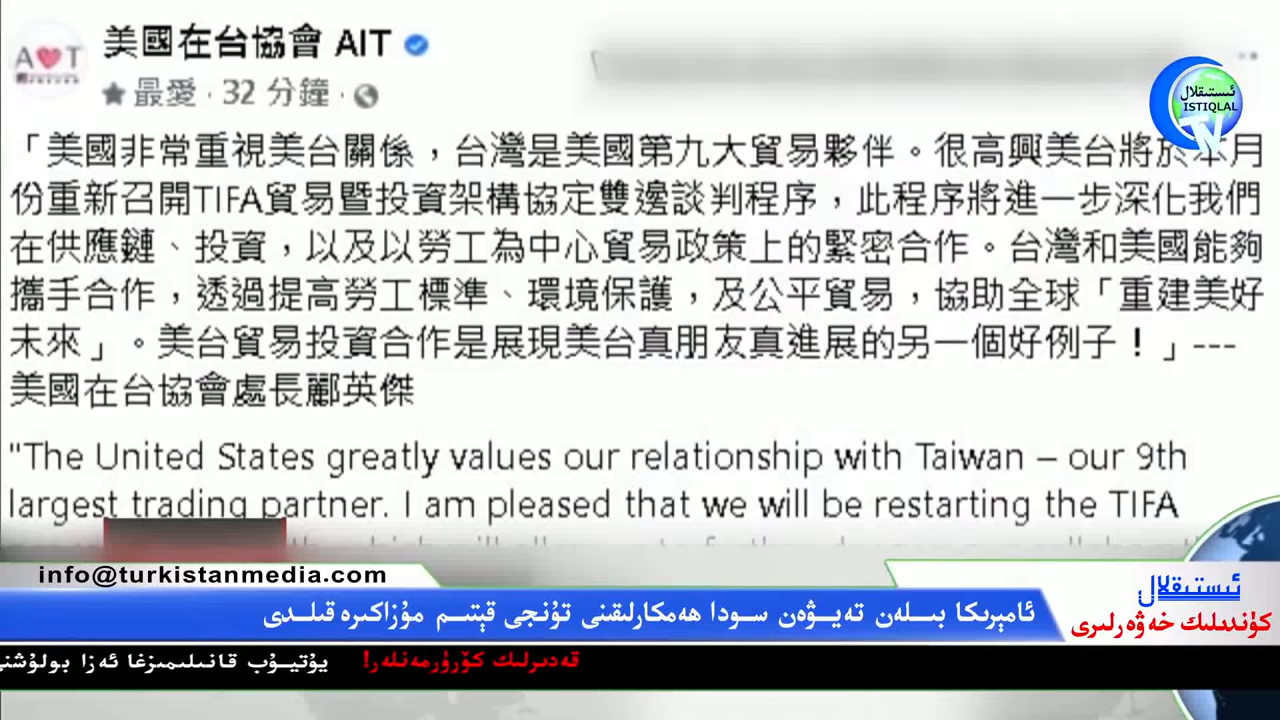 美國在台協會 AIT
最愛 · 32 分鐘 ·
ئىستىقلال
ISTIQLAL
TV
「美國非常重視美台關係，台灣是美國第九大貿易夥伴。很高興美台將於本月
份重新召開TIFA貿易暨投資架構協定雙邊談判程序，此程序將進一步深化我們
在供應鏈、投資，以及以勞工為中心貿易政策上的緊密合作。台灣和美國能夠
攜手合作，透過提高勞工標準、環境保護，及公平貿易，協助全球「重建美好
未來」。美台貿易投資合作是展現美台真朋友真進展的另一個好例子！」---
美國在台協會處長酈英傑
"The United States greatly values our relationship with Taiwan – our 9th
largest trading partner. I am pleased that we will be restarting the TIFA
info@turkistanmedia.com
ئىستىقلال
كۈندىلىك خەۋەرلىرى
ئامېرىكا بىلەن تەيۋەن سودا ھەمكارلىقنى تۇنجى قېتىم مۇزاكىرە قىلدى
قەدىرلىك كۆرۈرمەنلەر! يۇتيۇب قانىلىمىزغا ئەزا بولۇشنى